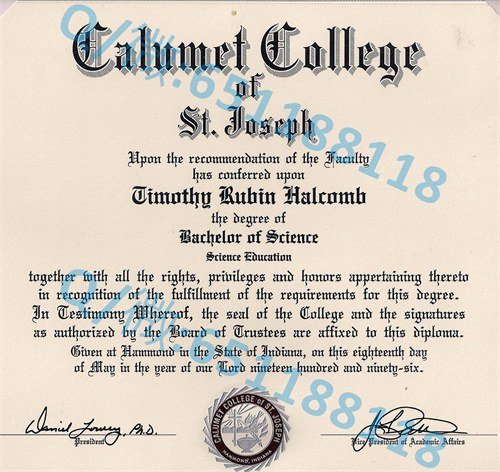 Calumet College
of
St. Joseph
Upon the recommendation of the Faculty
has conferred upon
Timothy Rubin Halcomb
the degree of
Bachelor of Science
Science Education
together with all the rights, privileges and honors appertaining thereto
in recognition of the fulfillment of the requirements for this degree.
In Testimony Whereof, the seal of the College and the signatures
as authorized by the Board of Trustees are affixed to this diploma.
Given at Hammond in the State of Indiana, on this eighteenth day
of May in the year of our Lord nineteen hundred and ninety-six.
CALUMET COLLEGE OF ST. JOSEPH
HAMMOND, INDIANA
Ph.D.
President
Vice President of Academic Affairs
Q/微:651188118
Q/微:651188118
Q/微:651188118